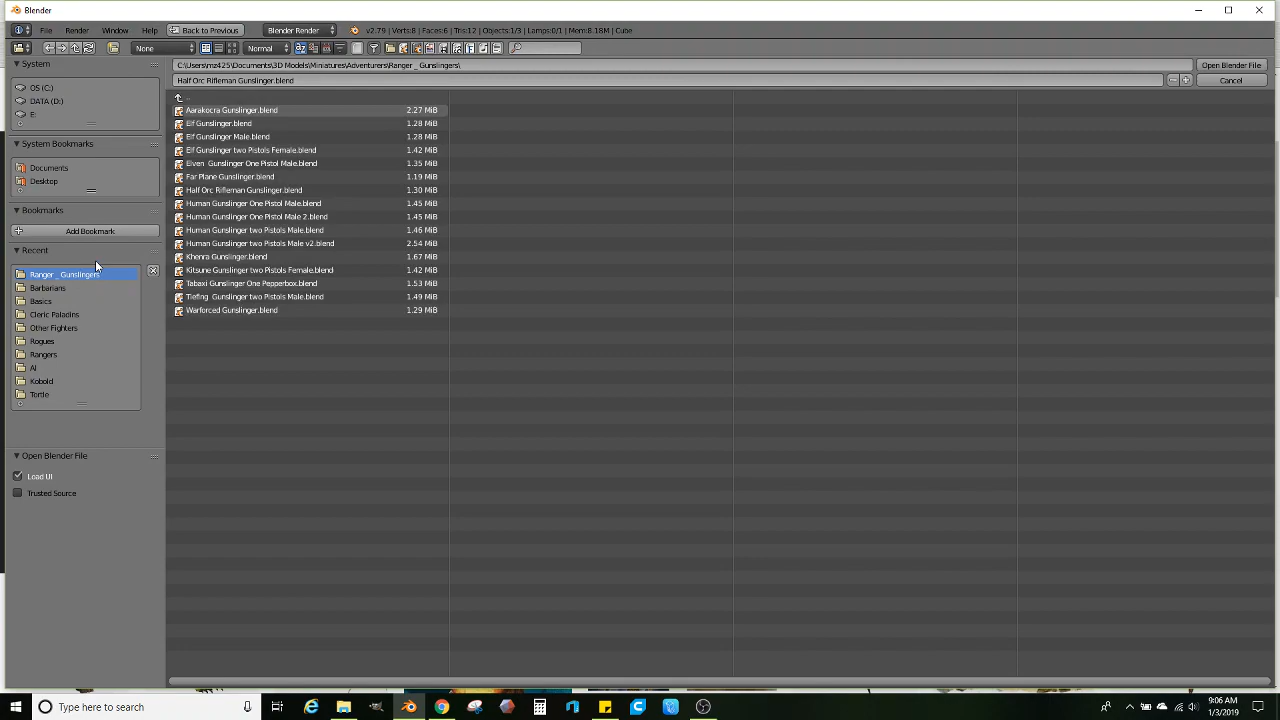 Blender
File Render Window Help Back to Previous Blender Render v2.79 | Verts:8 | Faces:6 | Tris:12 | Objects:1/3 | Lamps:0/1 | Mem:8.18M | Cube
None Normal
System
OS (C:)
DATA (D:)
E:
System Bookmarks
Documents
Desktop
Bookmarks
Add Bookmark
Recent
Ranger _ Gunslingers
Barbarians
Basics
Cleric Paladins
Other Fighters
Rogues
Rangers
Al
Kobold
Tortle
Open Blender File
Load UI
Trusted Source
C:\Users\mz425\Documents\3D Models\Miniatures\Adventurers\Ranger _ Gunslingers\ Open Blender File
Half Orc Rifleman Gunslinger.blend Cancel
..
Aarakocra Gunslinger.blend 2.27 MiB
Elf Gunslinger.blend 1.28 MiB
Elf Gunslinger Male.blend 1.28 MiB
Elf Gunslinger two Pistols Female.blend 1.42 MiB
Elven Gunslinger One Pistol Male.blend 1.35 MiB
Far Plane Gunslinger.blend 1.19 MiB
Half Orc Rifleman Gunslinger.blend 1.30 MiB
Human Gunslinger One Pistol Male.blend 1.45 MiB
Human Gunslinger One Pistol Male 2.blend 1.45 MiB
Human Gunslinger two Pistols Male.blend 1.46 MiB
Human Gunslinger two Pistols Male v2.blend 2.54 MiB
Khenra Gunslinger.blend 1.67 MiB
Kitsune Gunslinger two Pistols Female.blend 1.42 MiB
Tabaxi Gunslinger One Pepperbox.blend 1.53 MiB
Tiefing Gunslinger two Pistols Male.blend 1.49 MiB
Warforced Gunslinger.blend 1.29 MiB
Type here to search
9:06 AM
1/3/2019